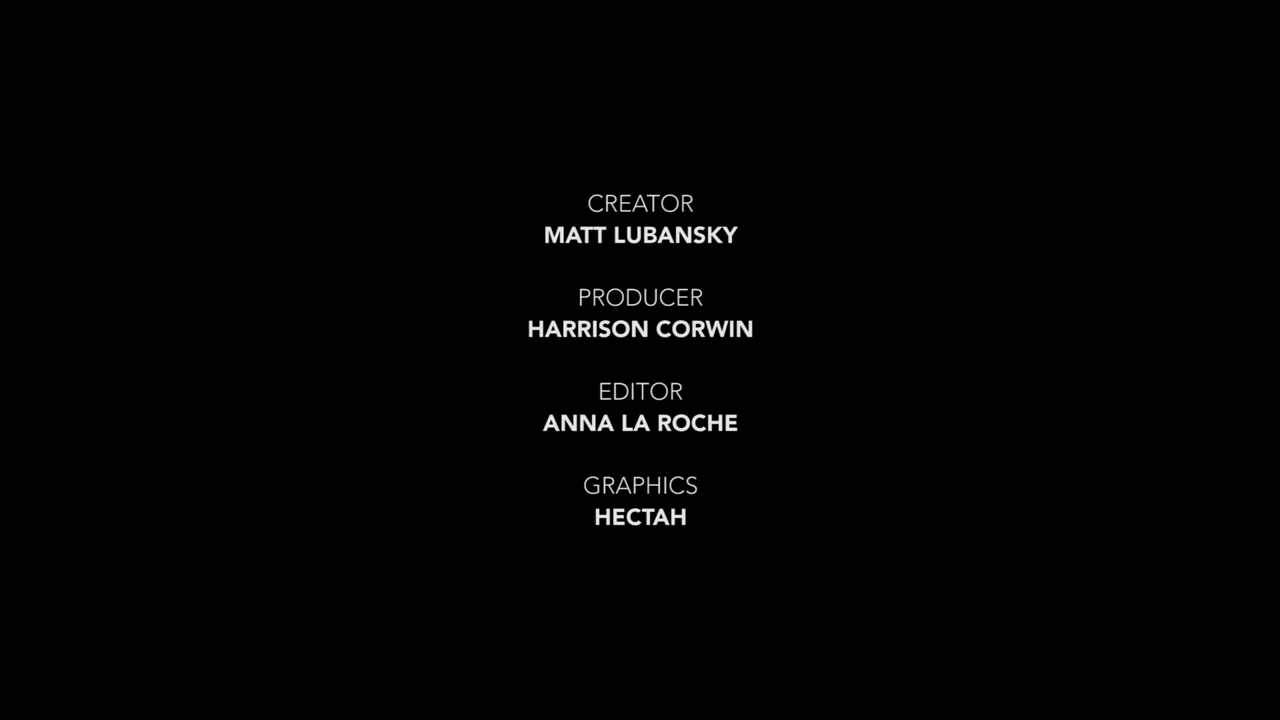 CREATOR
MATT LUBANSKY
PRODUCER
HARRISON CORWIN
EDITOR
ANNA LA ROCHE
GRAPHICS
HECTAH